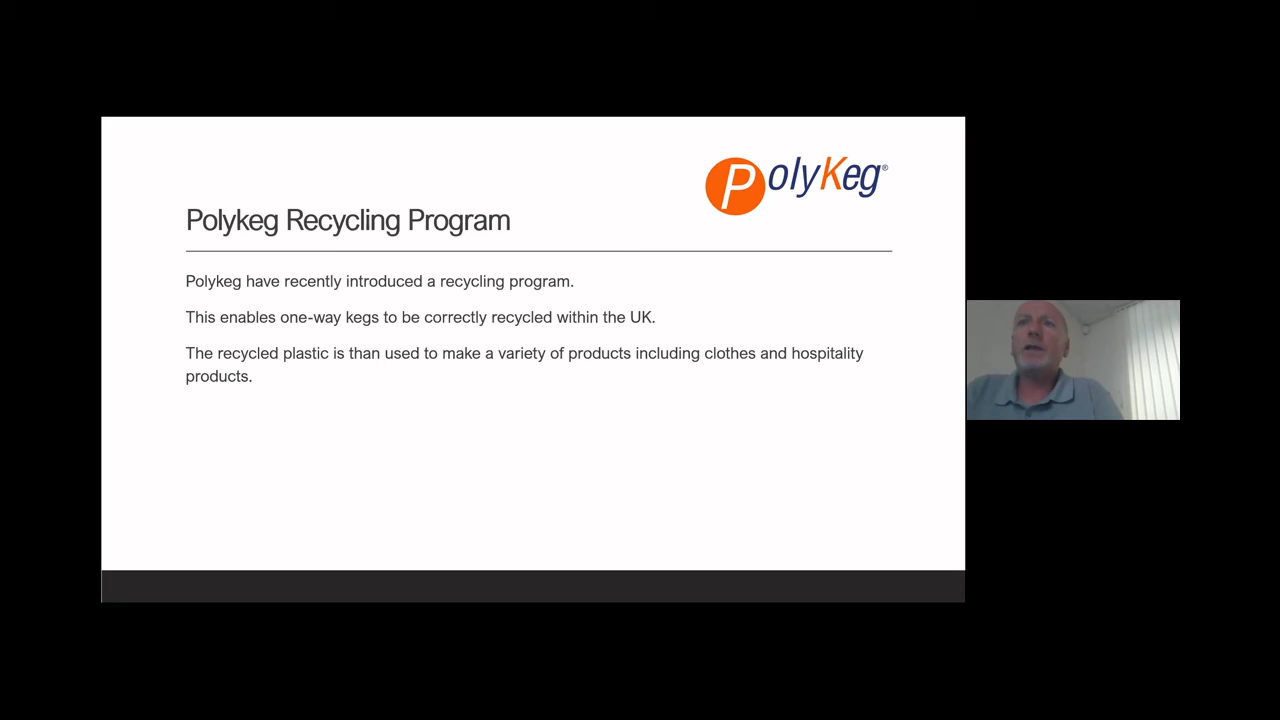 PolyKeg®
Polykeg Recycling Program
Polykeg have recently introduced a recycling program.
This enables one-way kegs to be correctly recycled within the UK.
The recycled plastic is than used to make a variety of products including clothes and hospitality
products.